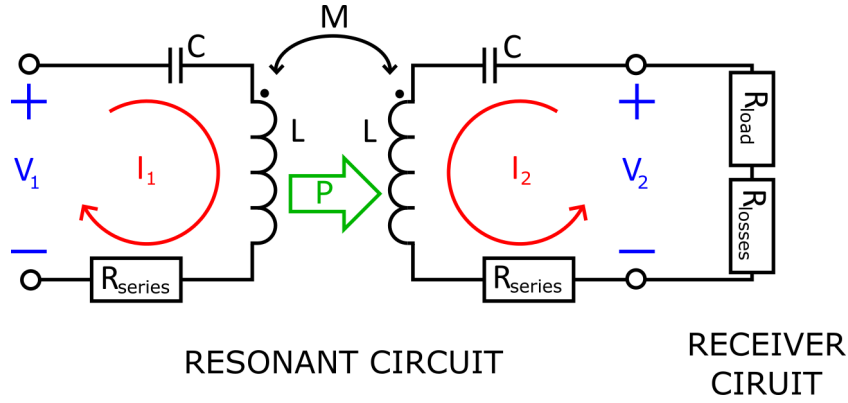 M
C
C
+
V1
−
I1
L
L
P
I2
+
V2
−
Rload
Rlosses
Rseries
Rseries
RESONANT CIRCUIT
RECEIVER
CIRUIT